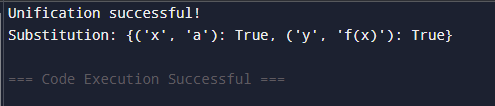 Unification successful!
Substitution: {('x', 'a'): True, ('y', 'f(x)'): True}
=== Code Execution Successful ===